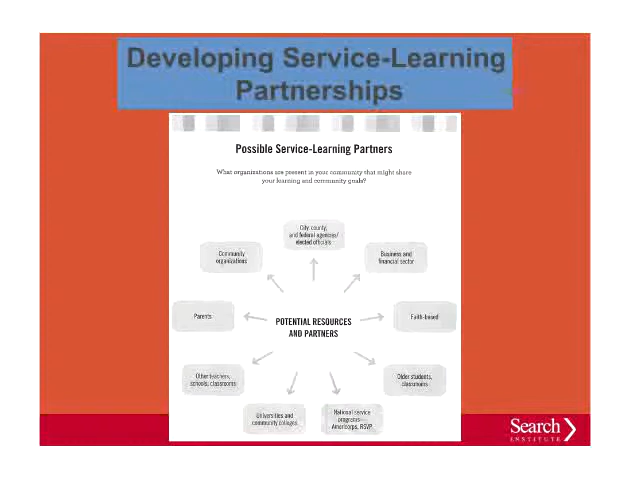 Developing Service-Learning
Partnerships
Possible Service-Learning Partners
What organizations are present in your community that might share
your learning and community goals?
City, county,
and federal agencies/
elected officials
Community
organizations
Business and
financial sector
Parents
POTENTIAL RESOURCES
AND PARTNERS
Faith-based
Other teachers,
schools, classrooms
Older students,
classrooms
Universities and
community colleges
National service
programs—
Americorps, RSVP
Search
INSTITUTE